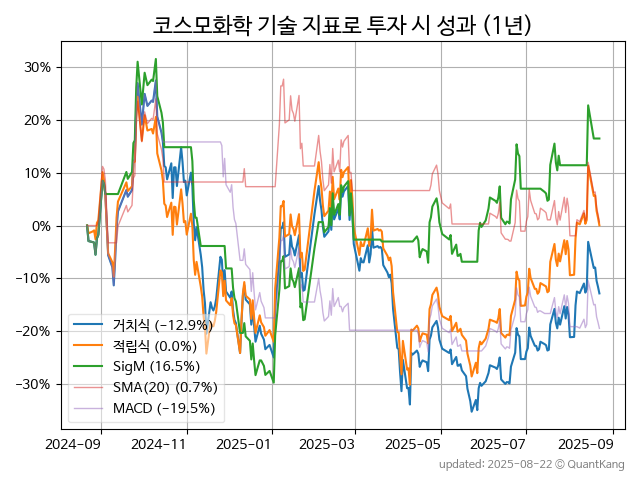 코스모화학 기술 지표로 투자 시 성과 (1년)
30%
20%
10%
0%
−10%
−20%
−30%
거치식 (−12.9%)
적립식 (0.0%)
SigM (16.5%)
SMA(20) (0.7%)
MACD (−19.5%)
2024-09
2024-11
2025-01
2025-03
2025-05
2025-07
2025-09
updated: 2025-08-22 © QuantKang